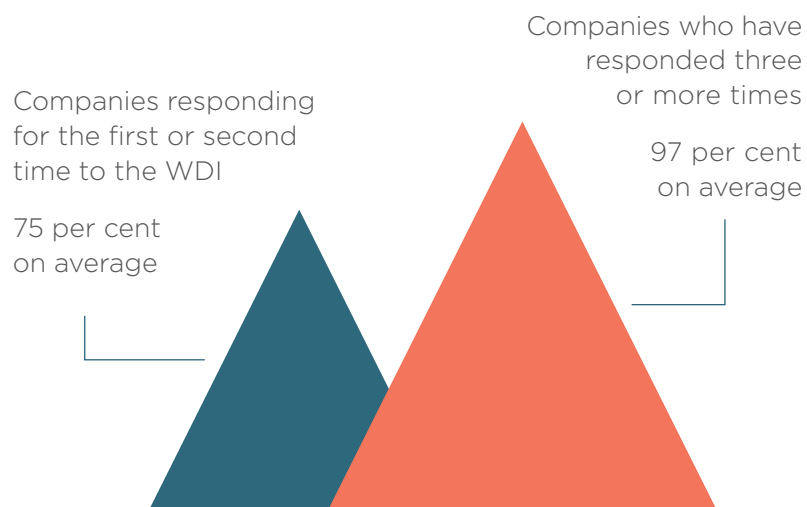 Companies responding
for the first or second
time to the WDI
75 per cent
on average
Companies who have
responded three
or more times
97 per cent
on average